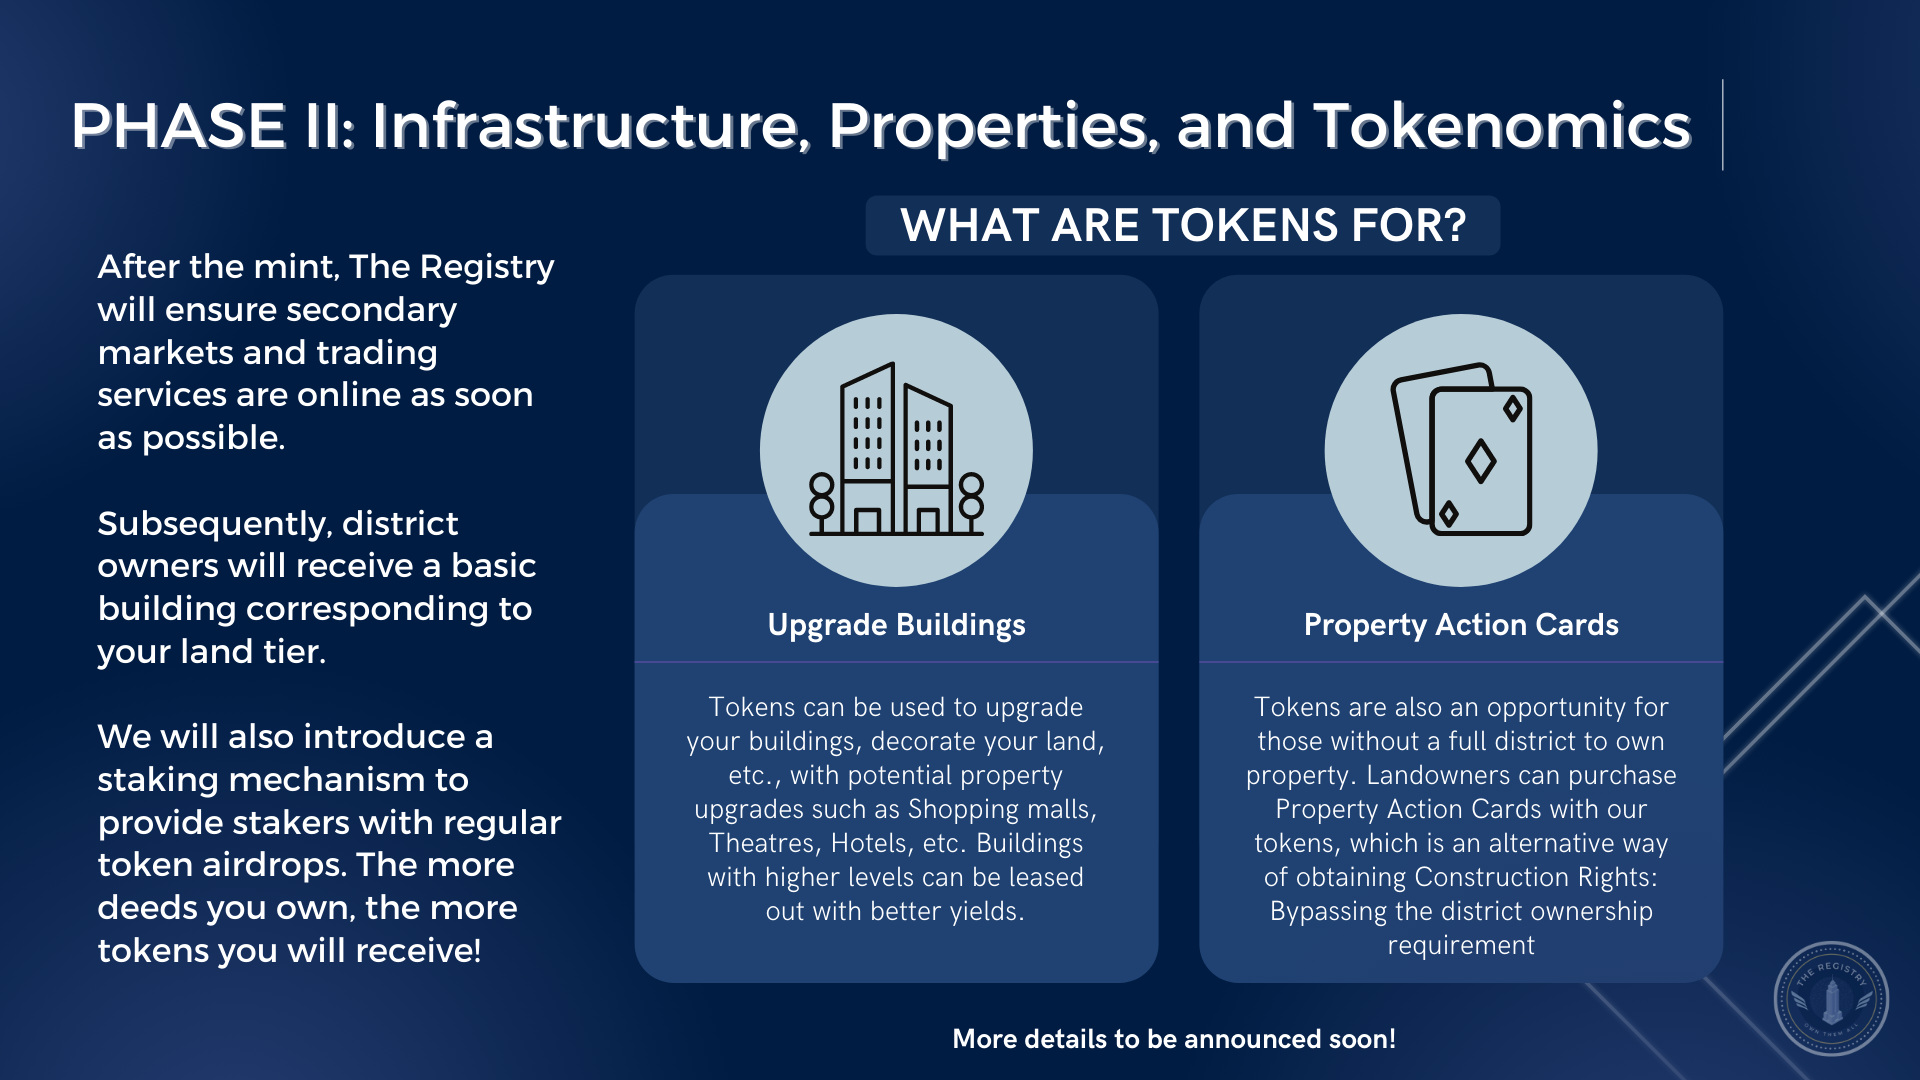 PHASE II: Infrastructure, Properties, and Tokenomics
After the mint, The Registry
will ensure secondary
markets and trading
services are online as soon
as possible.
Subsequently, district
owners will receive a basic
building corresponding to
your land tier.
We will also introduce a
staking mechanism to
provide stakers with regular
token airdrops. The more
deeds you own, the more
tokens you will receive!
WHAT ARE TOKENS FOR?
Upgrade Buildings
Tokens can be used to upgrade
your buildings, decorate your land,
etc., with potential property
upgrades such as Shopping malls,
Theatres, Hotels, etc. Buildings
with higher levels can be leased
out with better yields.
Property Action Cards
Tokens are also an opportunity for
those without a full district to own
property. Landowners can purchase
Property Action Cards with our
tokens, which is an alternative way
of obtaining Construction Rights:
Bypassing the district ownership
requirement
More details to be announced soon!
THE REGISTRY
OWN THEM ALL